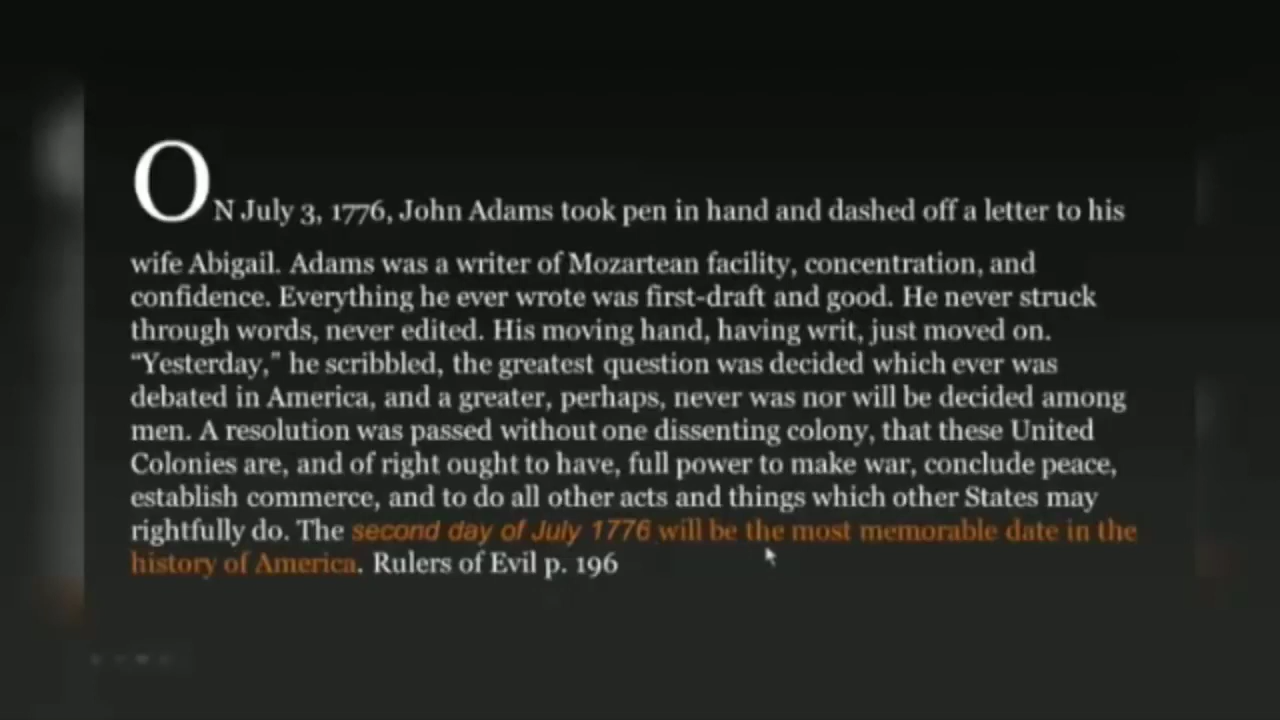 ON July 3, 1776, John Adams took pen in hand and dashed off a letter to his
wife Abigail. Adams was a writer of Mozartean facility, concentration, and
confidence. Everything he ever wrote was first-draft and good. He never struck
through words, never edited. His moving hand, having writ, just moved on.
“Yesterday,” he scribbled, the greatest question was decided which ever was
debated in America, and a greater, perhaps, never was nor will be decided among
men. A resolution was passed without one dissenting colony, that these United
Colonies are, and of right ought to have, full power to make war, conclude peace,
establish commerce, and to do all other acts and things which other States may
rightfully do. The second day of July 1776 will be the most memorable date in the
history of America. Rulers of Evil p. 196